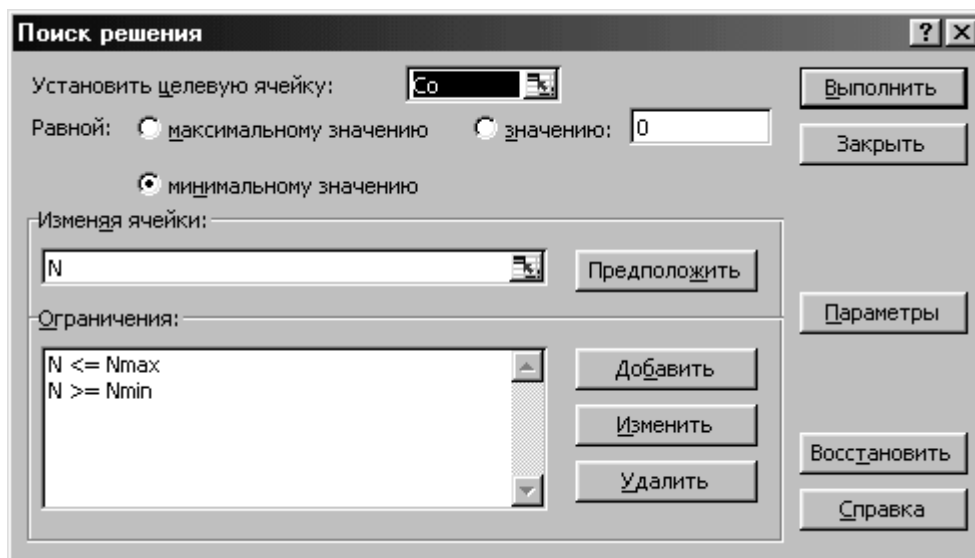 Поиск решения
Установить целевую ячейку: Co
Равной: максимальному значению значению: 0
минимальному значению
Изменяя ячейки:
N
Предположить
Ограничения:
N <= Nmax
N >= Nmin
Добавить
Изменить
Удалить
Выполнить
Закрыть
Параметры
Восстановить
Справка